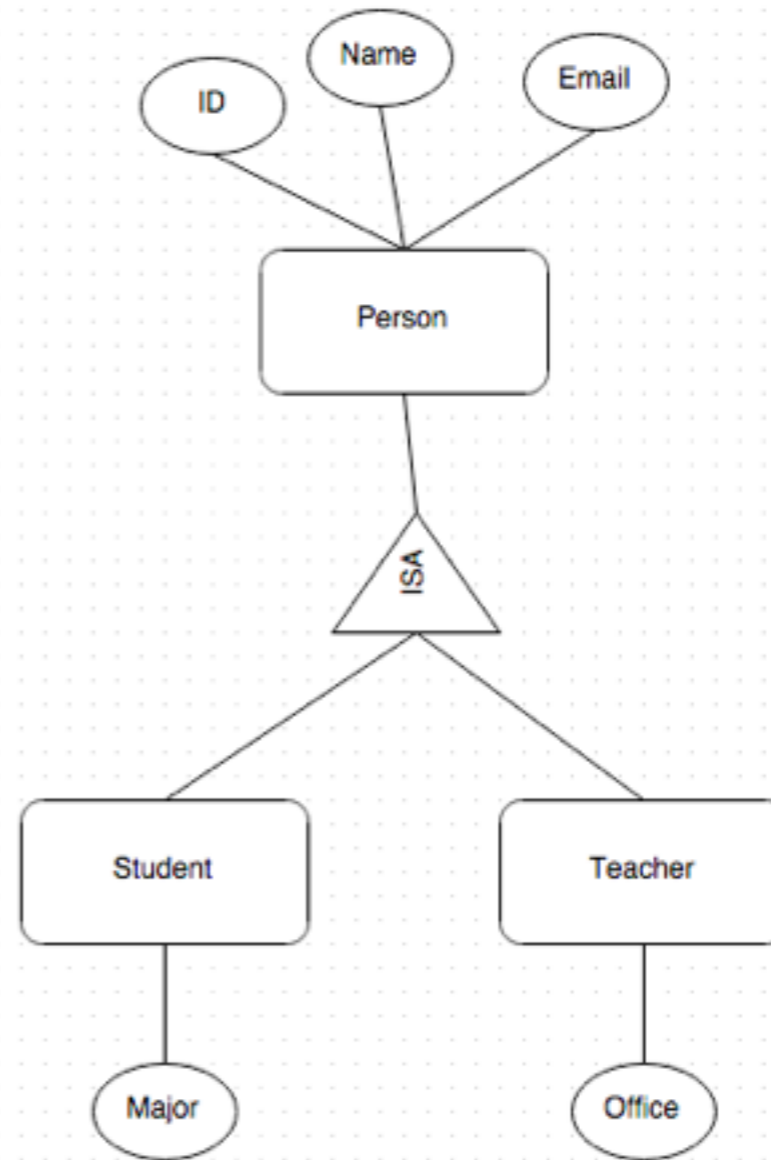 Name
ID
Email
Person
ISA
Student
Teacher
Major
Office